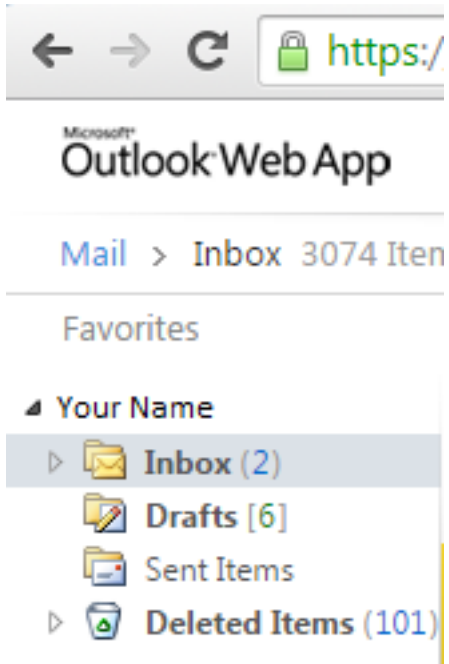 https:/
Microsoft®
Outlook Web App
Mail > Inbox 3074 Iten
Favorites
Your Name
Inbox (2)
Drafts [6]
Sent Items
Deleted Items (101)